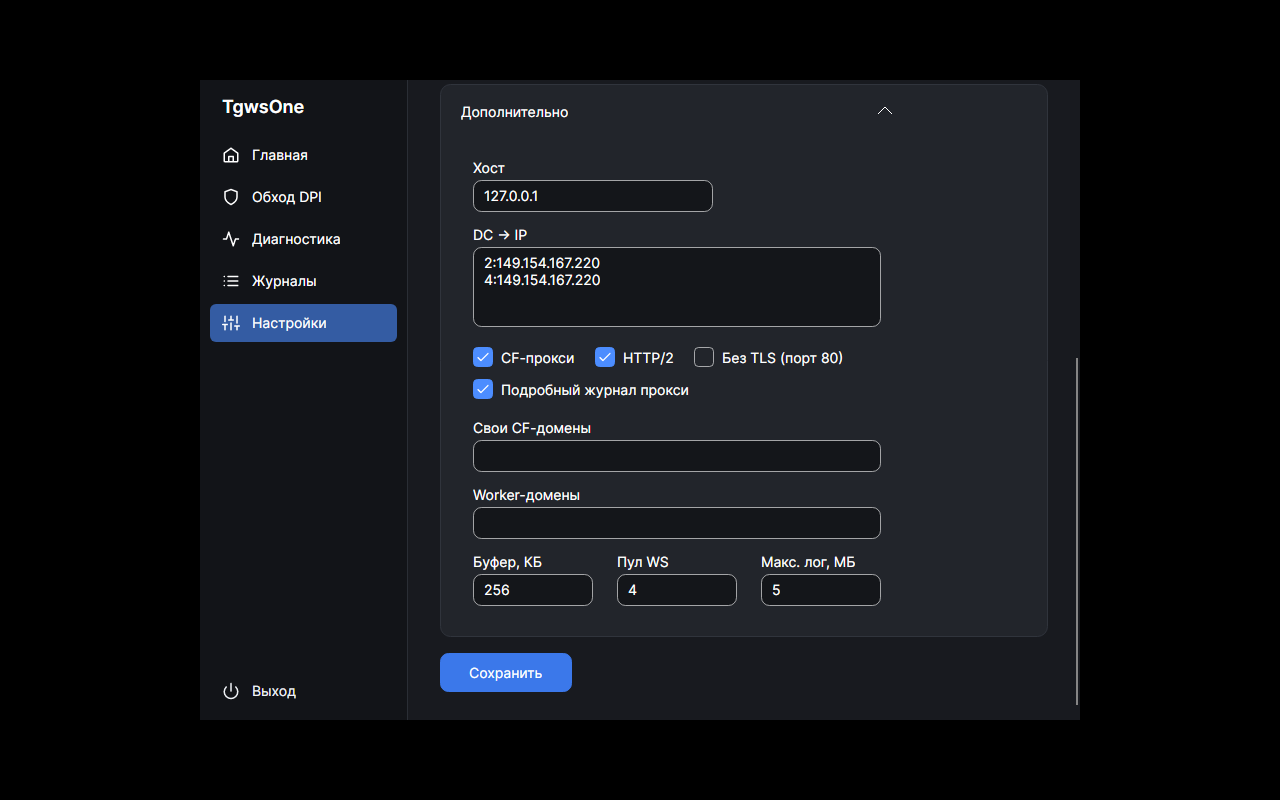 TgwsOne
Главная
Обход DPI
Диагностика
Журналы
Настройки
Выход
Дополнительно
Хост
127.0.0.1
DC → IP
2:149.154.167.220
4:149.154.167.220
CF-прокси HTTP/2 Без TLS (порт 80)
Подробный журнал прокси
Свои CF-домены
Worker-домены
Буфер, КБ Пул WS Макс. лог, МБ
256 4 5
Сохранить